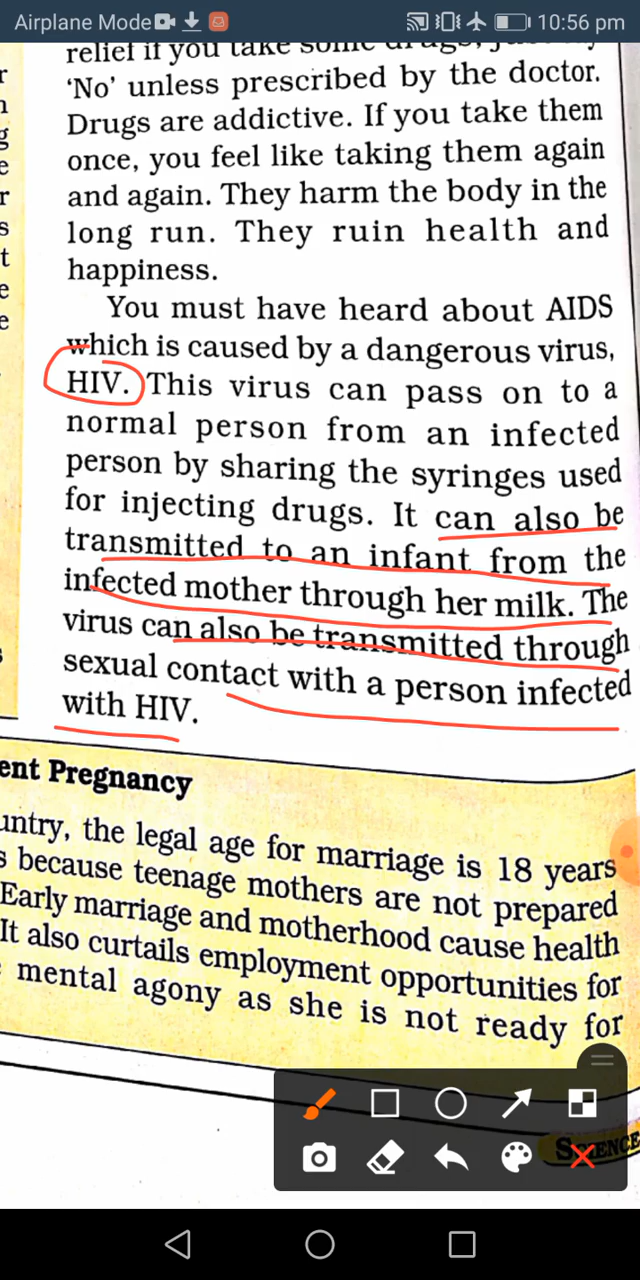 Airplane Mode 10:56 pm
relief if you take some drugs,
‘No’ unless prescribed by the doctor.
Drugs are addictive. If you take them
once, you feel like taking them again
and again. They harm the body in the
long run. They ruin health and
happiness.
You must have heard about AIDS
which is caused by a dangerous virus,
HIV. This virus can pass on to a
normal person from an infected
person by sharing the syringes used
for injecting drugs. It can also be
transmitted to an infant from the
infected mother through her milk. The
virus can also be transmitted through
sexual contact with a person infected
with HIV.
ent Pregnancy
untry, the legal age for marriage is 18 years
s because teenage mothers are not prepared
Early marriage and motherhood cause health
It also curtails employment opportunities for
mental agony as she is not ready for
SCIENCE